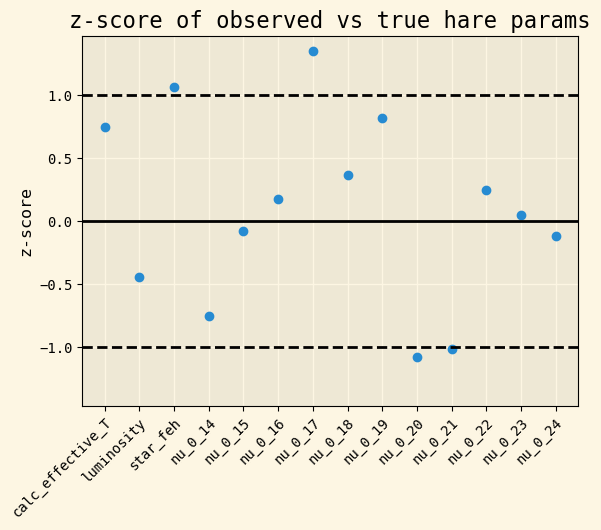 z-score of observed vs true hare params
z-score
1.0
0.5
0.0
−0.5
−1.0
calc_effective_T
luminosity
star_feh
nu_0_14
nu_0_15
nu_0_16
nu_0_17
nu_0_18
nu_0_19
nu_0_20
nu_0_21
nu_0_22
nu_0_23
nu_0_24